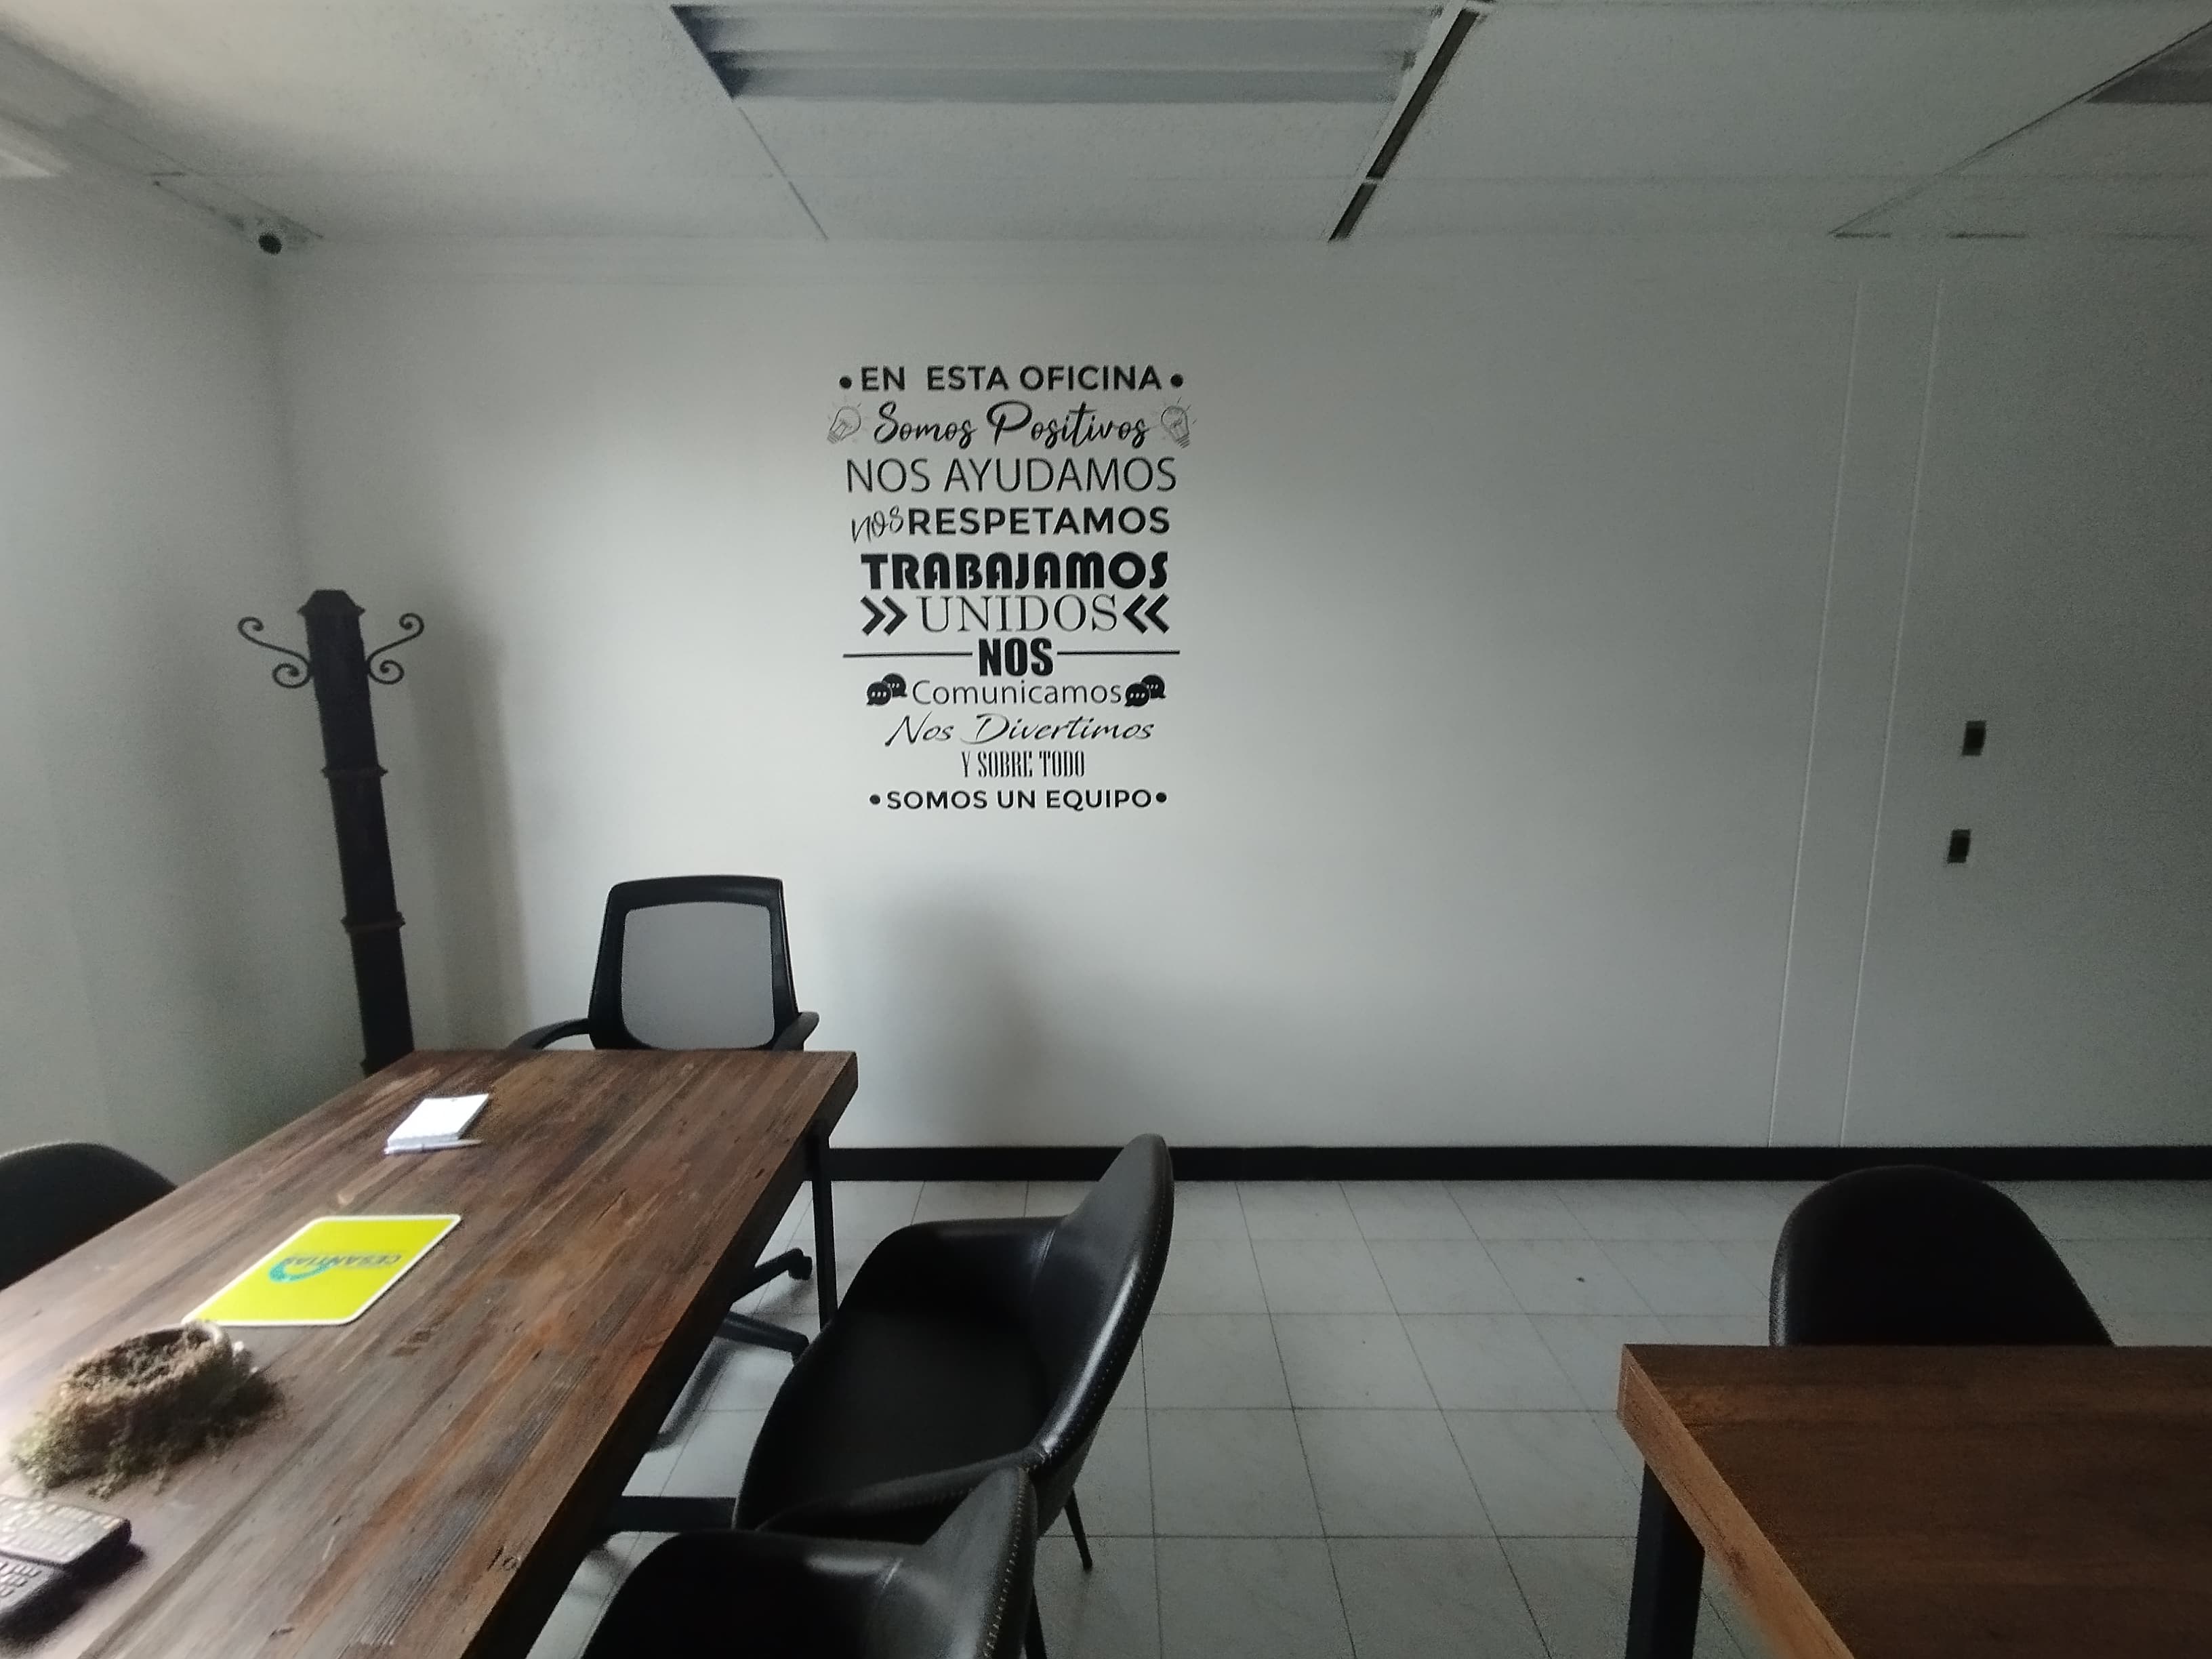 •EN ESTA OFICINA•
Somos Positivos
NOS AYUDAMOS
nos RESPETAMOS
TRABAJAMOS
UNIDOS
NOS
Comunicamos
Nos Divertimos
Y SOBRE TODO
•SOMOS UN EQUIPO•
CESANTIAS